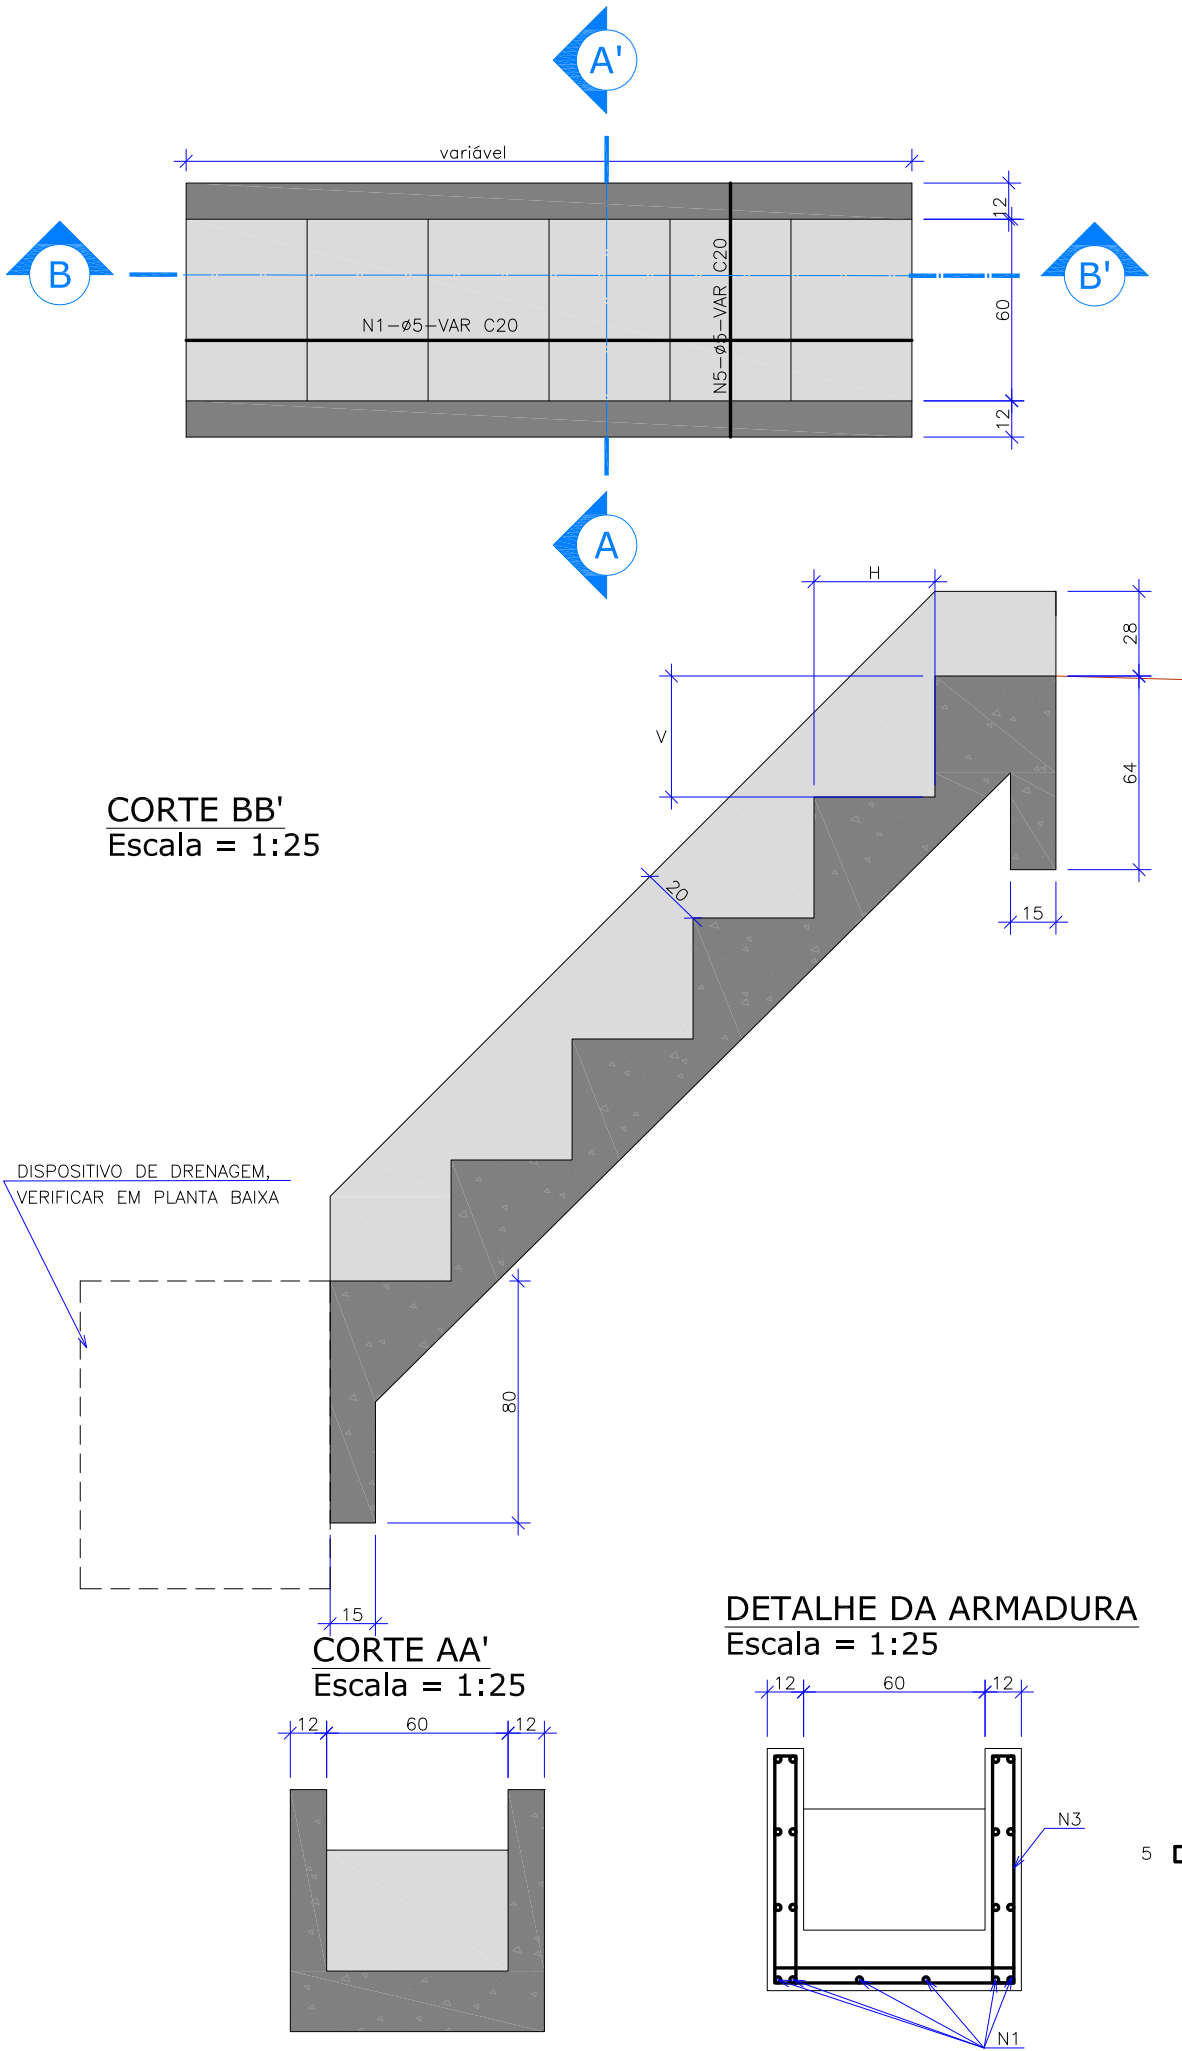 A'
variável
12
B
B'
N1-ø5-VAR C20
N5-ø5-VAR C20
60
12
A
H
28
V
64
CORTE BB'
Escala = 1:25
20
15
DISPOSITIVO DE DRENAGEM,
VERIFICAR EM PLANTA BAIXA
80
15
DETALHE DA ARMADURA
Escala = 1:25
CORTE AA'
Escala = 1:25
12 60 12
12 60 12
N3
5
N1